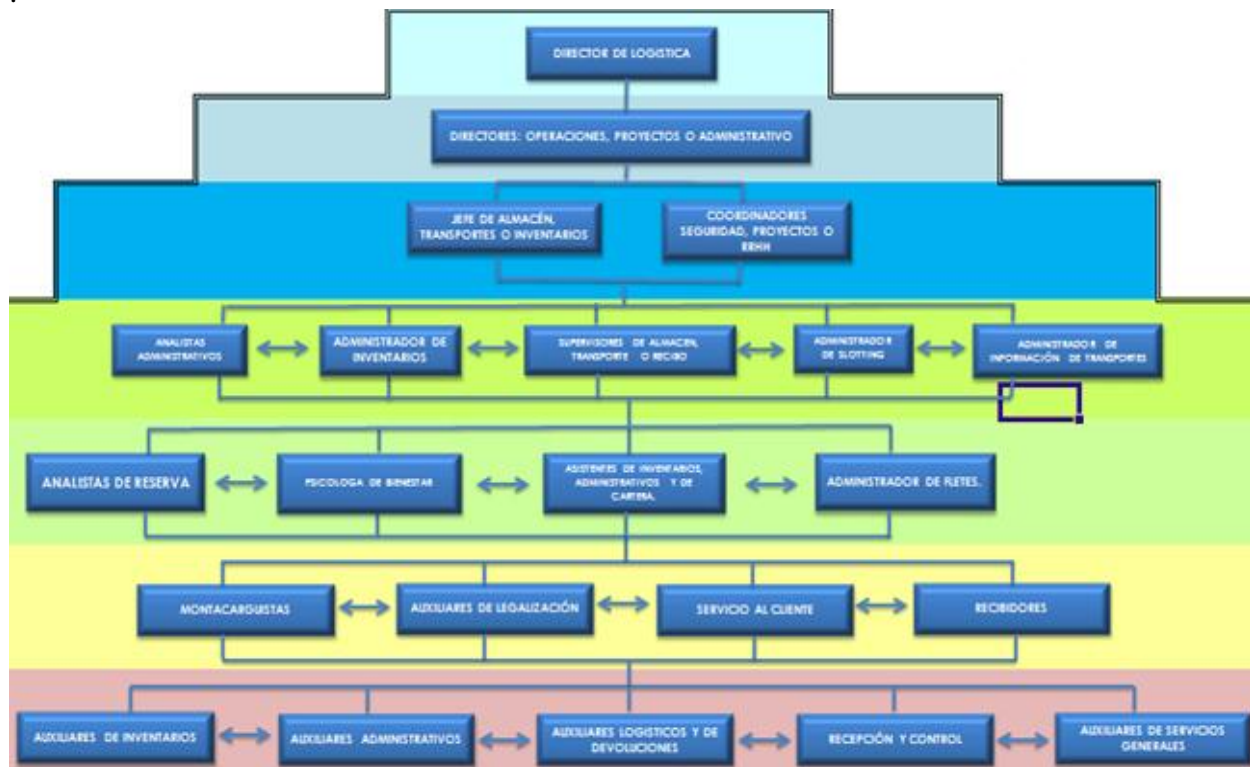 DIRECTOR DE LOGISTICA
DIRECTORES: OPERACIONES, PROYECTOS O ADMINISTRATIVO
JEFE DE ALMACÉN,
TRANSPORTES O INVENTARIOS
COORDINADORES
SEGURIDAD, PROYECTOS O
RRHH
ANALISTAS
ADMINISTRATIVOS
ADMINISTRADOR DE
INVENTARIOS
SUPERVISORES DE ALMACEN,
TRANSPORTE O RECIBO
ADMINISTRADOR
DE SLOTTING
ADMINISTRADOR DE
INFORMACIÓN DE TRANSPORTES
ANALISTAS DE RESERVA
PSICOLOGA DE BIENESTAR
ASISTENTES DE INVENTARIOS,
ADMINISTRATIVOS Y DE
CARTERA.
ADMINISTRADOR DE FLETES.
MONTACARGUISTAS
AUXILIARES DE LEGALIZACIÓN
SERVICIO AL CLIENTE
RECIBIDORES
AUXILIARES DE INVENTARIOS
AUXILIARES ADMINISTRATIVOS
AUXILIARES LOGISTICOS Y DE
DEVOLUCIONES
RECEPCIÓN Y CONTROL
AUXILIARES DE SERVICIOS
GENERALES